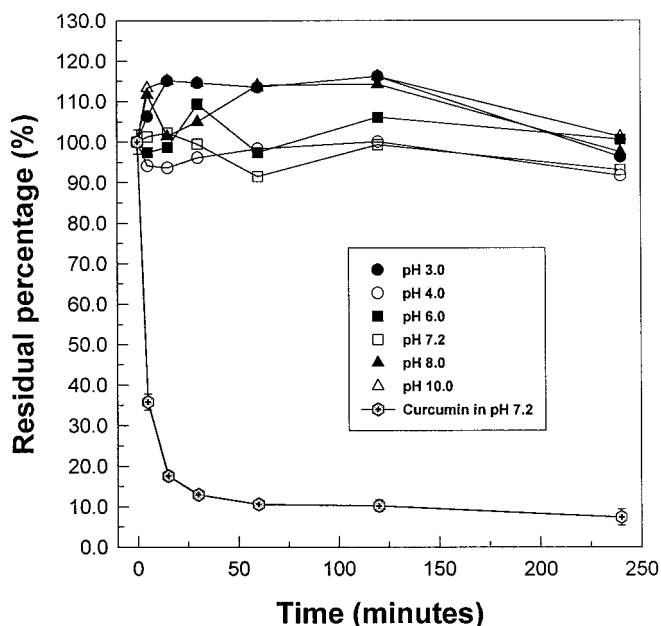 130.0
120.0
110.0
100.0
90.0
80.0
70.0
60.0
50.0
40.0
30.0
20.0
10.0
0.0
Residual percentage (%)
pH 3.0
pH 4.0
pH 6.0
pH 7.2
pH 8.0
pH 10.0
Curcumin in pH 7.2
0 50 100 150 200 250
Time (minutes)